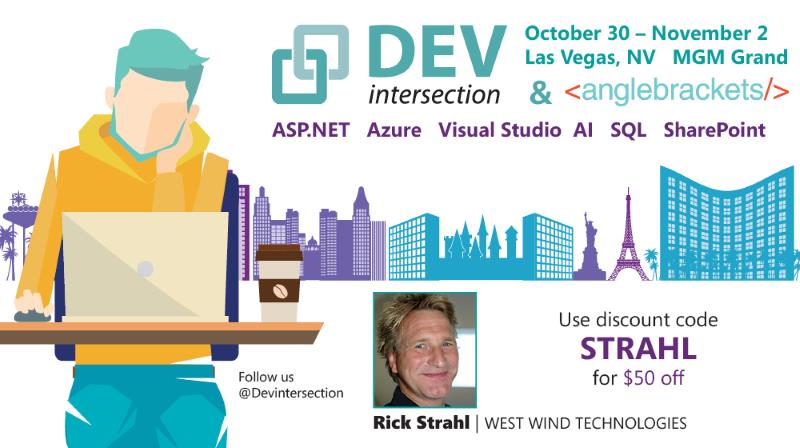 DEV
intersection
October 30 – November 2
Las Vegas, NV MGM Grand
& <anglebrackets/>
ASP.NET Azure Visual Studio AI SQL SharePoint
Use discount code
STRAHL
for $50 off
Follow us
@Devintersection
Rick Strahl | WEST WIND TECHNOLOGIES